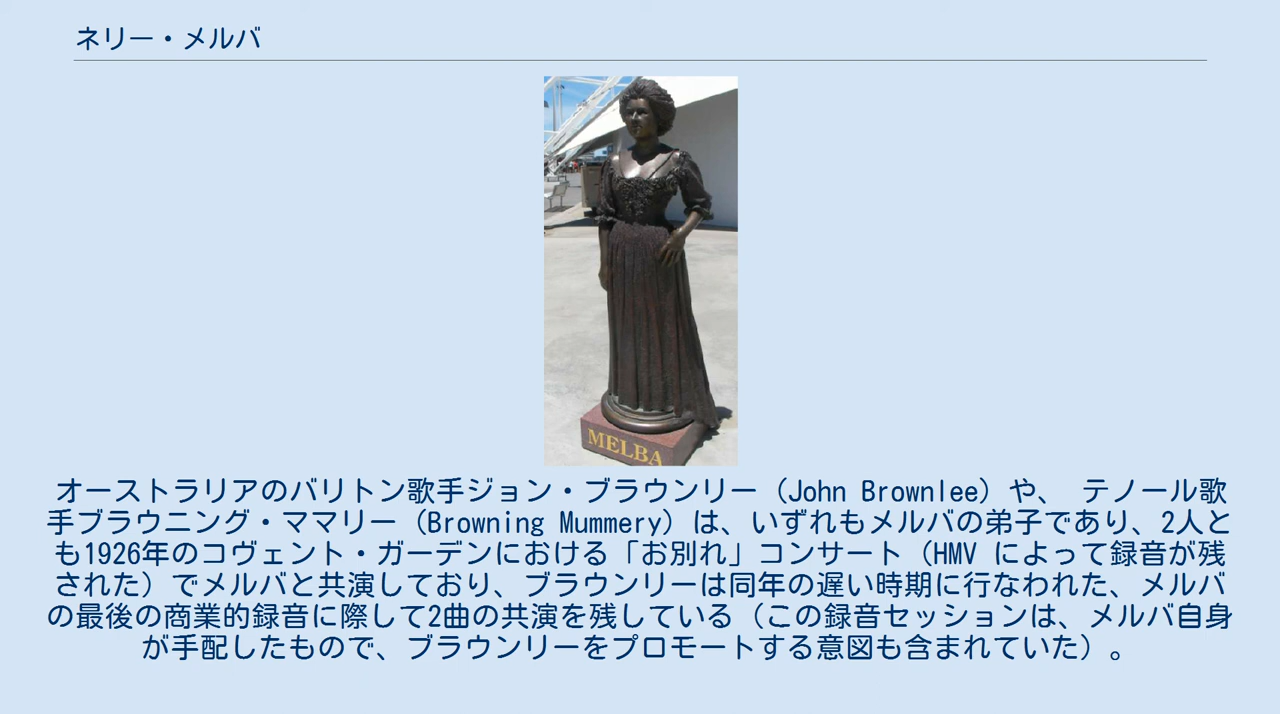 ネリー・メルバ
MELBA
オーストラリアのバリトン歌手ジョン・ブラウンリー（John Brownlee）や、 テノール歌
手ブラウニング・ママリー（Browning Mummery）は、いずれもメルバの弟子であり、2人と
も1926年のコヴェント・ガーデンにおける「お別れ」コンサート（HMV によって録音が残
された）でメルバと共演しており、ブラウンリーは同年の遅い時期に行なわれた、メルバ
の最後の商業的録音に際して2曲の共演を残している（この録音セッションは、メルバ自身
が手配したもので、ブラウンリーをプロモートする意図も含まれていた）。